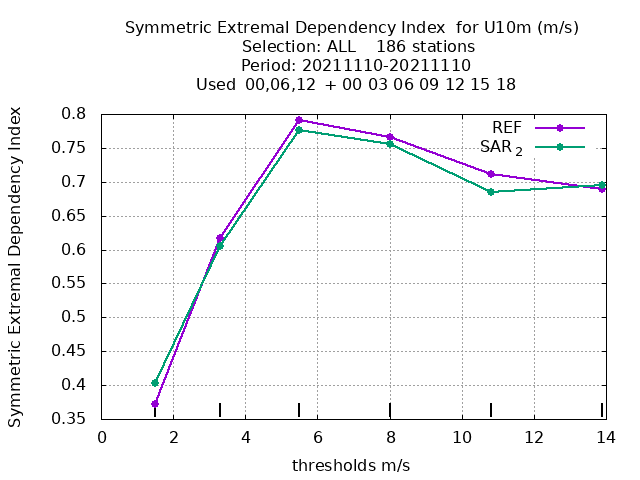 Symmetric Extremal Dependency Index  for U10m (m/s)
Selection: ALL    186 stations
Period: 20211110-20211110
Used  00,06,12  + 00 03 06 09 12 15 18
REF
SAR 2
0.8
0.75
0.7
0.65
0.6
0.55
0.5
0.45
0.4
0.35
Symmetric Extremal Dependency Index
0 2 4 6 8 10 12 14
thresholds m/s